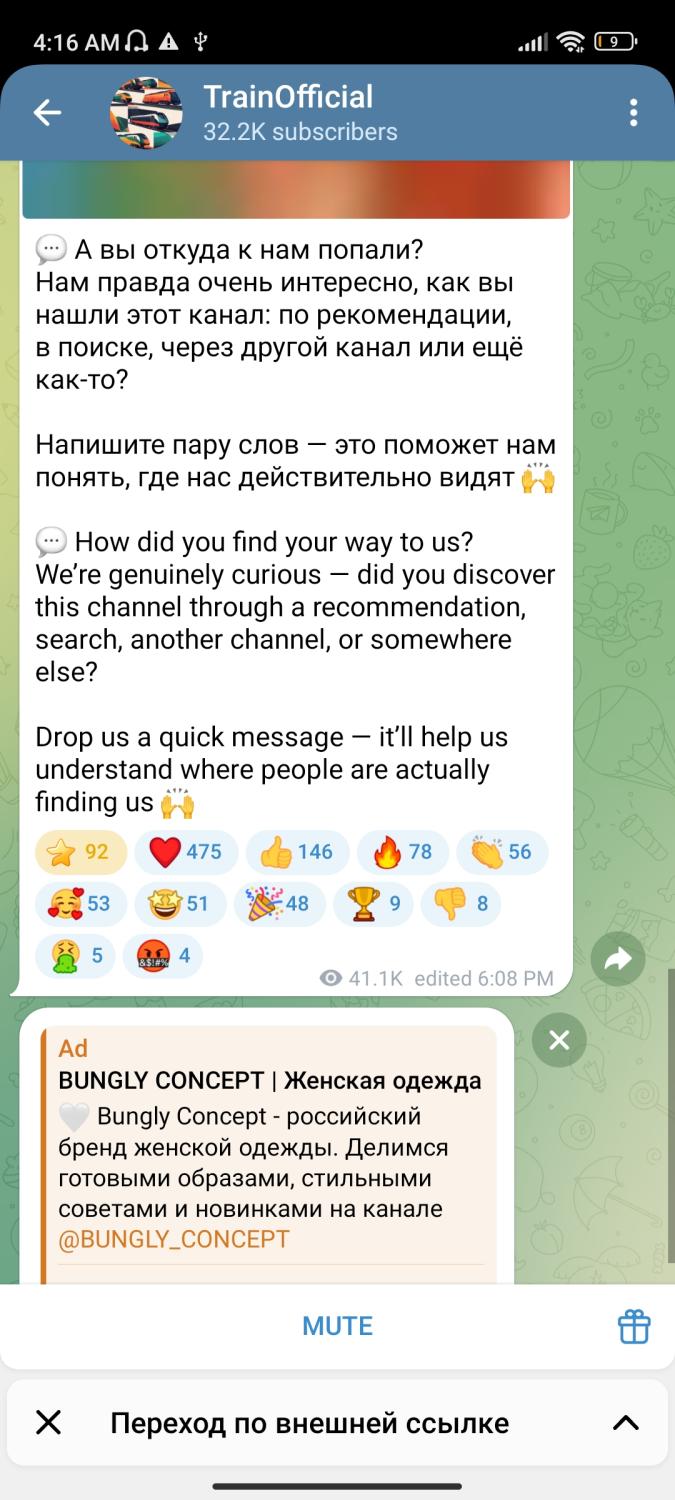 4:16 AM
9
TrainOfficial
32.2K subscribers
💬 А вы откуда к нам попали?
Нам правда очень интересно, как вы
нашли этот канал: по рекомендации,
в поиске, через другой канал или ещё
как-то?
Напишите пару слов — это поможет нам
понять, где нас действительно видят 🙌
💬 How did you find your way to us?
We’re genuinely curious — did you discover
this channel through a recommendation,
search, another channel, or somewhere
else?
Drop us a quick message — it’ll help us
understand where people are actually
finding us 🙌
⭐ 92 ❤️ 475 👍 146 🔥 78 👏 56
🥰 53 🤩 51 🎉 48 🏆 9 👎 8
🤮 5 🤬 4
41.1K edited 6:08 PM
Ad
BUNGLY CONCEPT | Женская одежда
🤍 Bungly Concept - российский
бренд женской одежды. Делимся
готовыми образами, стильными
советами и новинками на канале
@BUNGLY_CONCEPT
MUTE
Переход по внешней ссылке